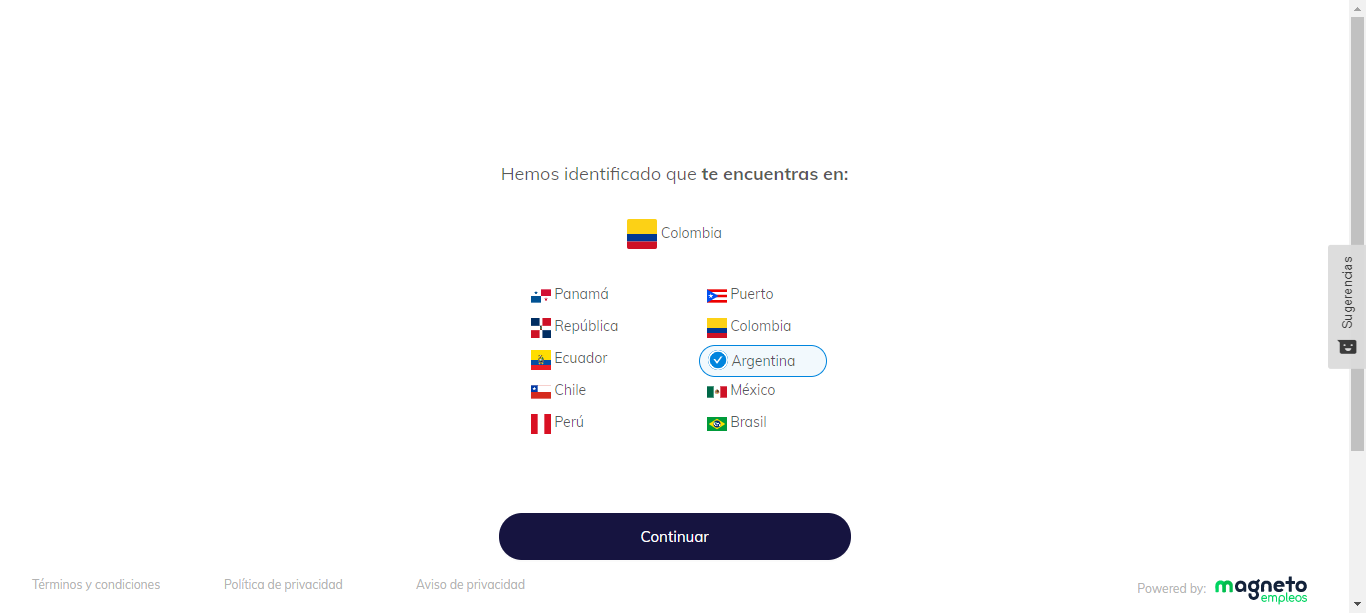 Hemos identificado que te encuentras en:
Colombia
Panamá
Puerto
República
Colombia
Ecuador
Argentina
Chile
México
Perú
Brasil
Continuar
Sugerencias
Términos y condiciones
Política de privacidad
Aviso de privacidad
Powered by:
magneto
empleos